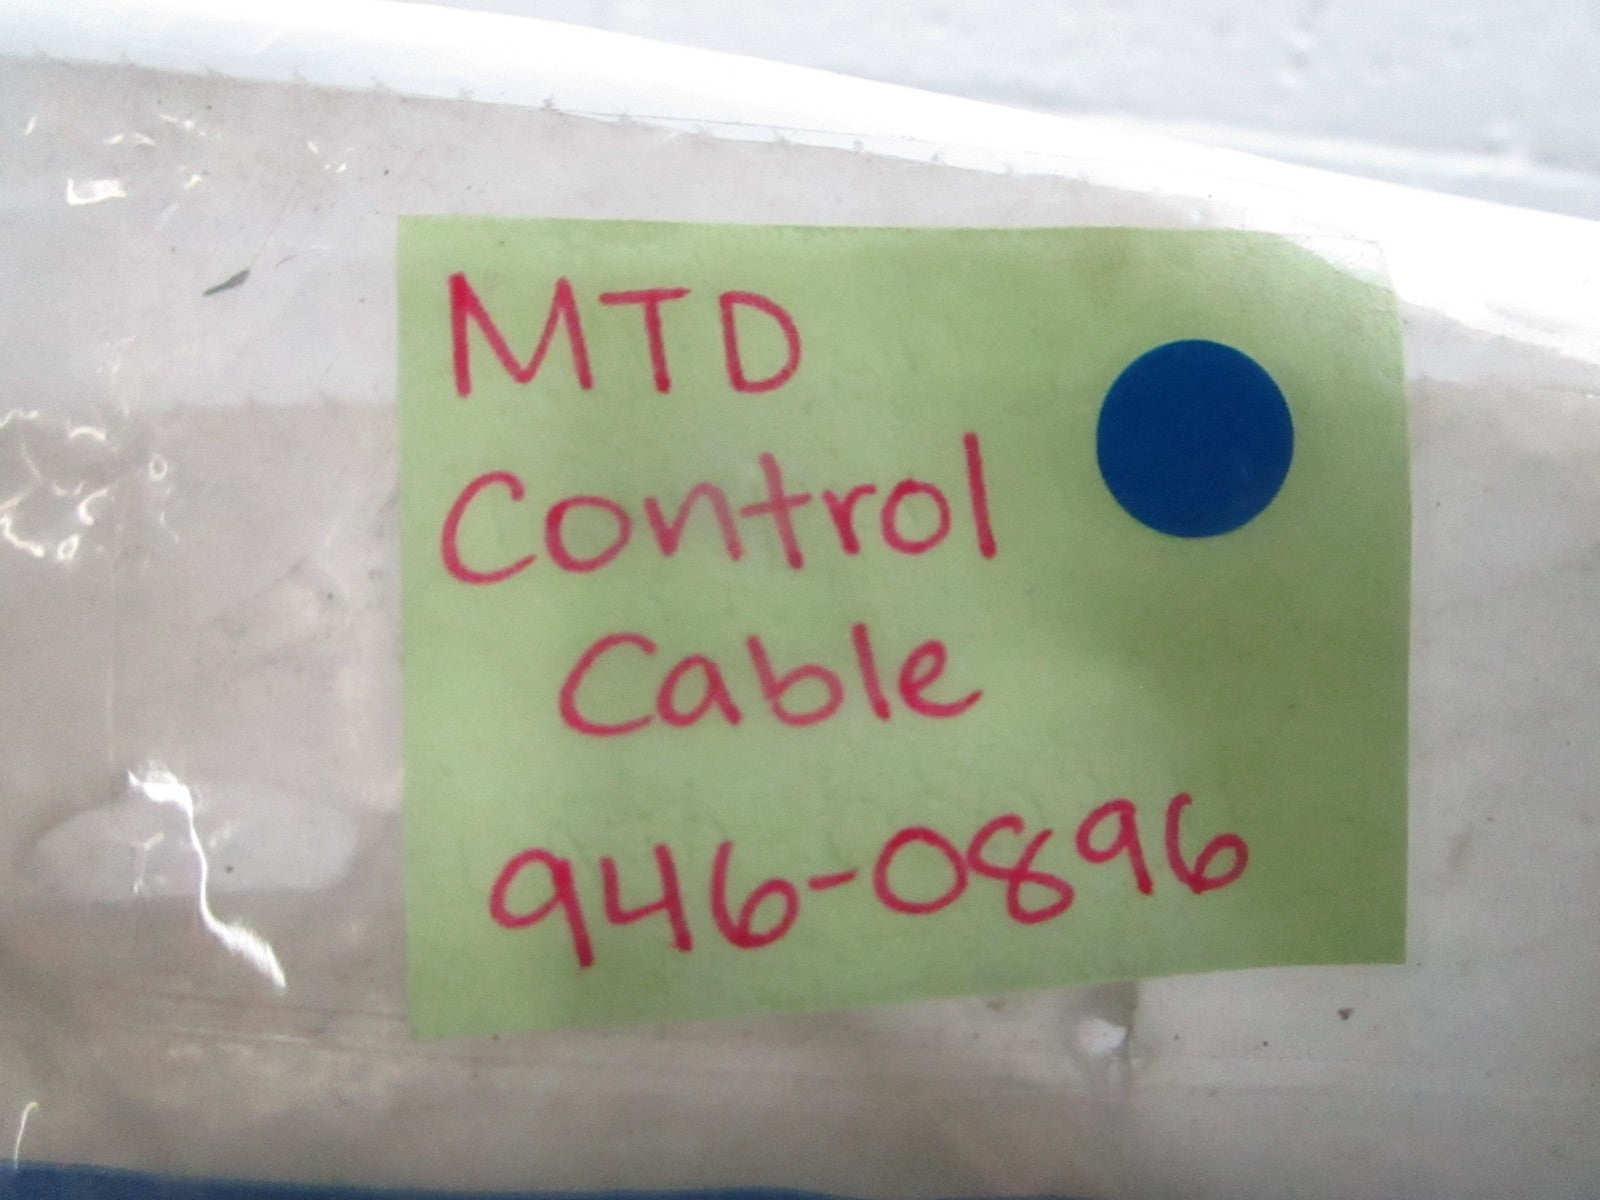 MTD
Control
Cable
946-0896